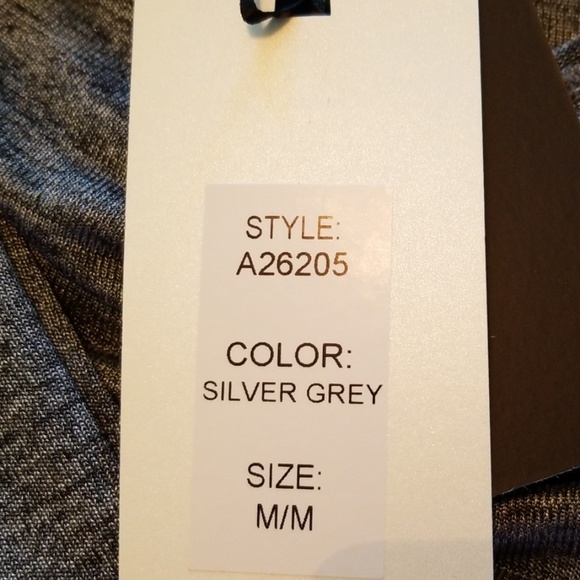 STYLE:
A26205
COLOR:
SILVER GREY
SIZE:
M/M